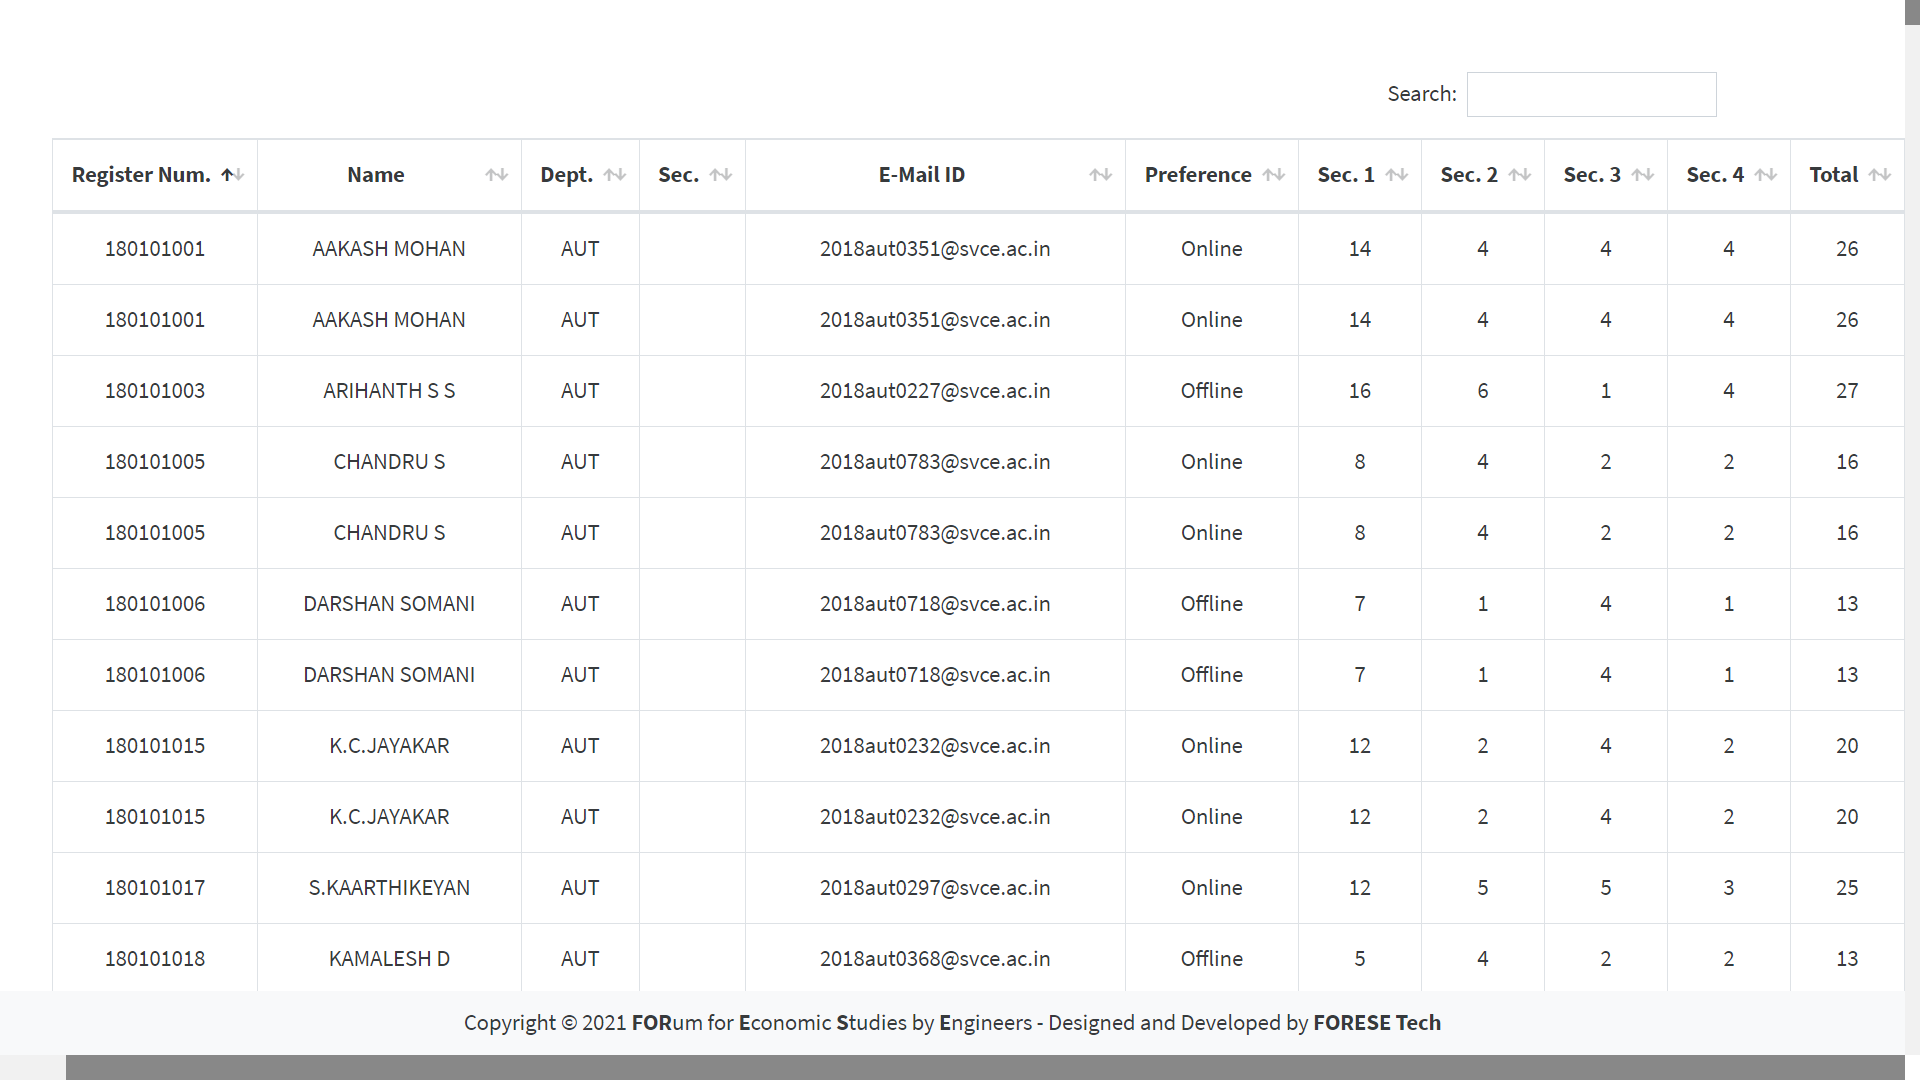 Search:
Register Num. Name Dept. Sec. E-Mail ID Preference Sec. 1 Sec. 2 Sec. 3 Sec. 4 Total
180101001 AAKASH MOHAN AUT 2018aut0351@svce.ac.in Online 14 4 4 4 26
180101001 AAKASH MOHAN AUT 2018aut0351@svce.ac.in Online 14 4 4 4 26
180101003 ARIHANTH S S AUT 2018aut0227@svce.ac.in Offline 16 6 1 4 27
180101005 CHANDRU S AUT 2018aut0783@svce.ac.in Online 8 4 2 2 16
180101005 CHANDRU S AUT 2018aut0783@svce.ac.in Online 8 4 2 2 16
180101006 DARSHAN SOMANI AUT 2018aut0718@svce.ac.in Offline 7 1 4 1 13
180101006 DARSHAN SOMANI AUT 2018aut0718@svce.ac.in Offline 7 1 4 1 13
180101015 K.C.JAYAKAR AUT 2018aut0232@svce.ac.in Online 12 2 4 2 20
180101015 K.C.JAYAKAR AUT 2018aut0232@svce.ac.in Online 12 2 4 2 20
180101017 S.KAARTHIKEYAN AUT 2018aut0297@svce.ac.in Online 12 5 5 3 25
180101018 KAMALESH D AUT 2018aut0368@svce.ac.in Offline 5 4 2 2 13
Copyright © 2021 FORum for Economic Studies by Engineers - Designed and Developed by FORESE Tech